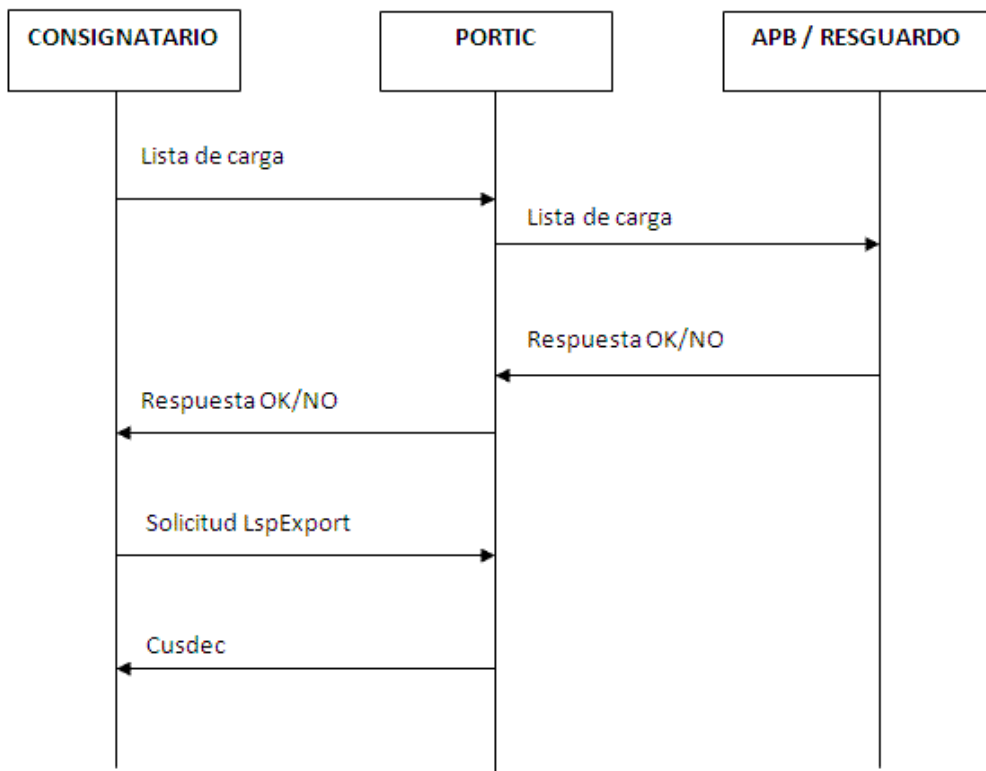 CONSIGNATARIO
PORTIC
APB / RESGUARDO
Lista de carga
Lista de carga
Respuesta OK/NO
Respuesta OK/NO
Solicitud LspExport
Cusdec